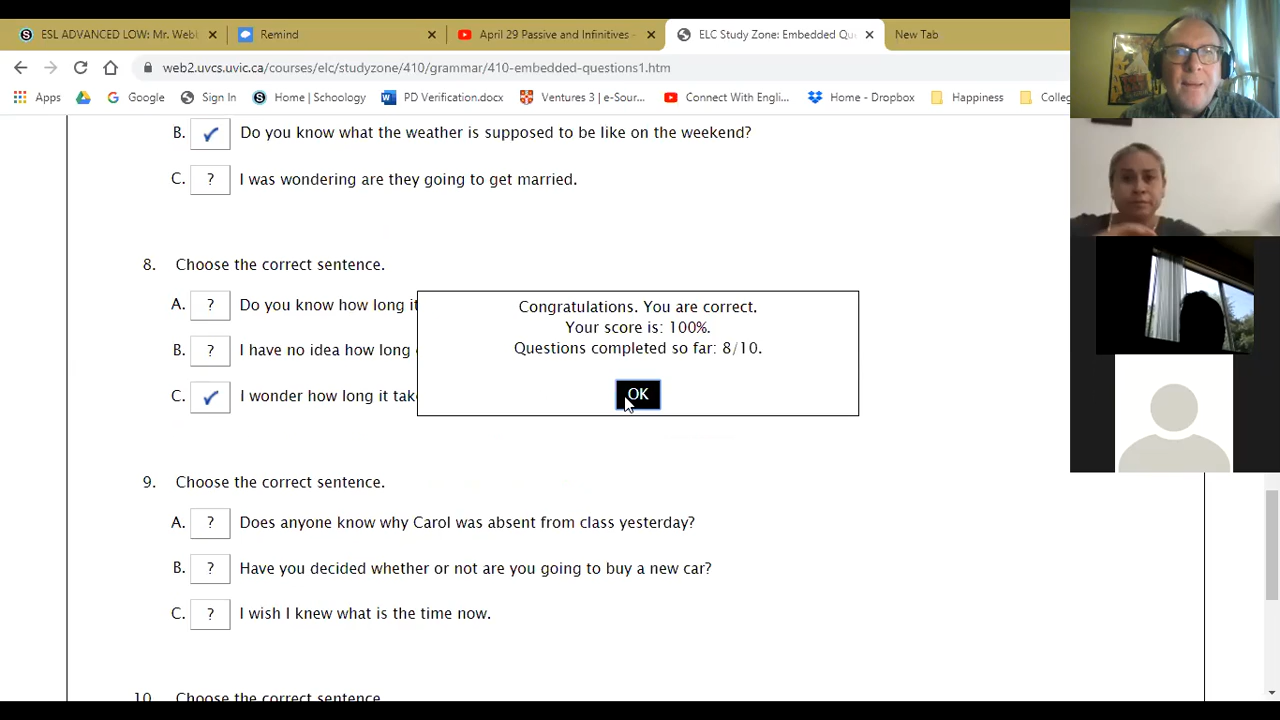 ESL ADVANCED LOW: Mr. Webb
Remind
April 29 Passive and Infinitives -
ELC Study Zone: Embedded Qu
New Tab
web2.uvcs.uvic.ca/courses/elc/studyzone/410/grammar/410-embedded-questions1.htm
Apps
Google
Sign In
Home | Schoology
PD Verification.docx
Ventures 3 | e-Sour...
Connect With Engli...
Home - Dropbox
Happiness
Colleg
B. ✓ Do you know what the weather is supposed to be like on the weekend?
C. ? I was wondering are they going to get married.
8. Choose the correct sentence.
A. ? Do you know how long it
B. ? I have no idea how long
C. ✓ I wonder how long it tak
Congratulations. You are correct.
Your score is: 100%.
Questions completed so far: 8/10.
OK
9. Choose the correct sentence.
A. ? Does anyone know why Carol was absent from class yesterday?
B. ? Have you decided whether or not are you going to buy a new car?
C. ? I wish I knew what is the time now.
10. Choose the correct sentence.